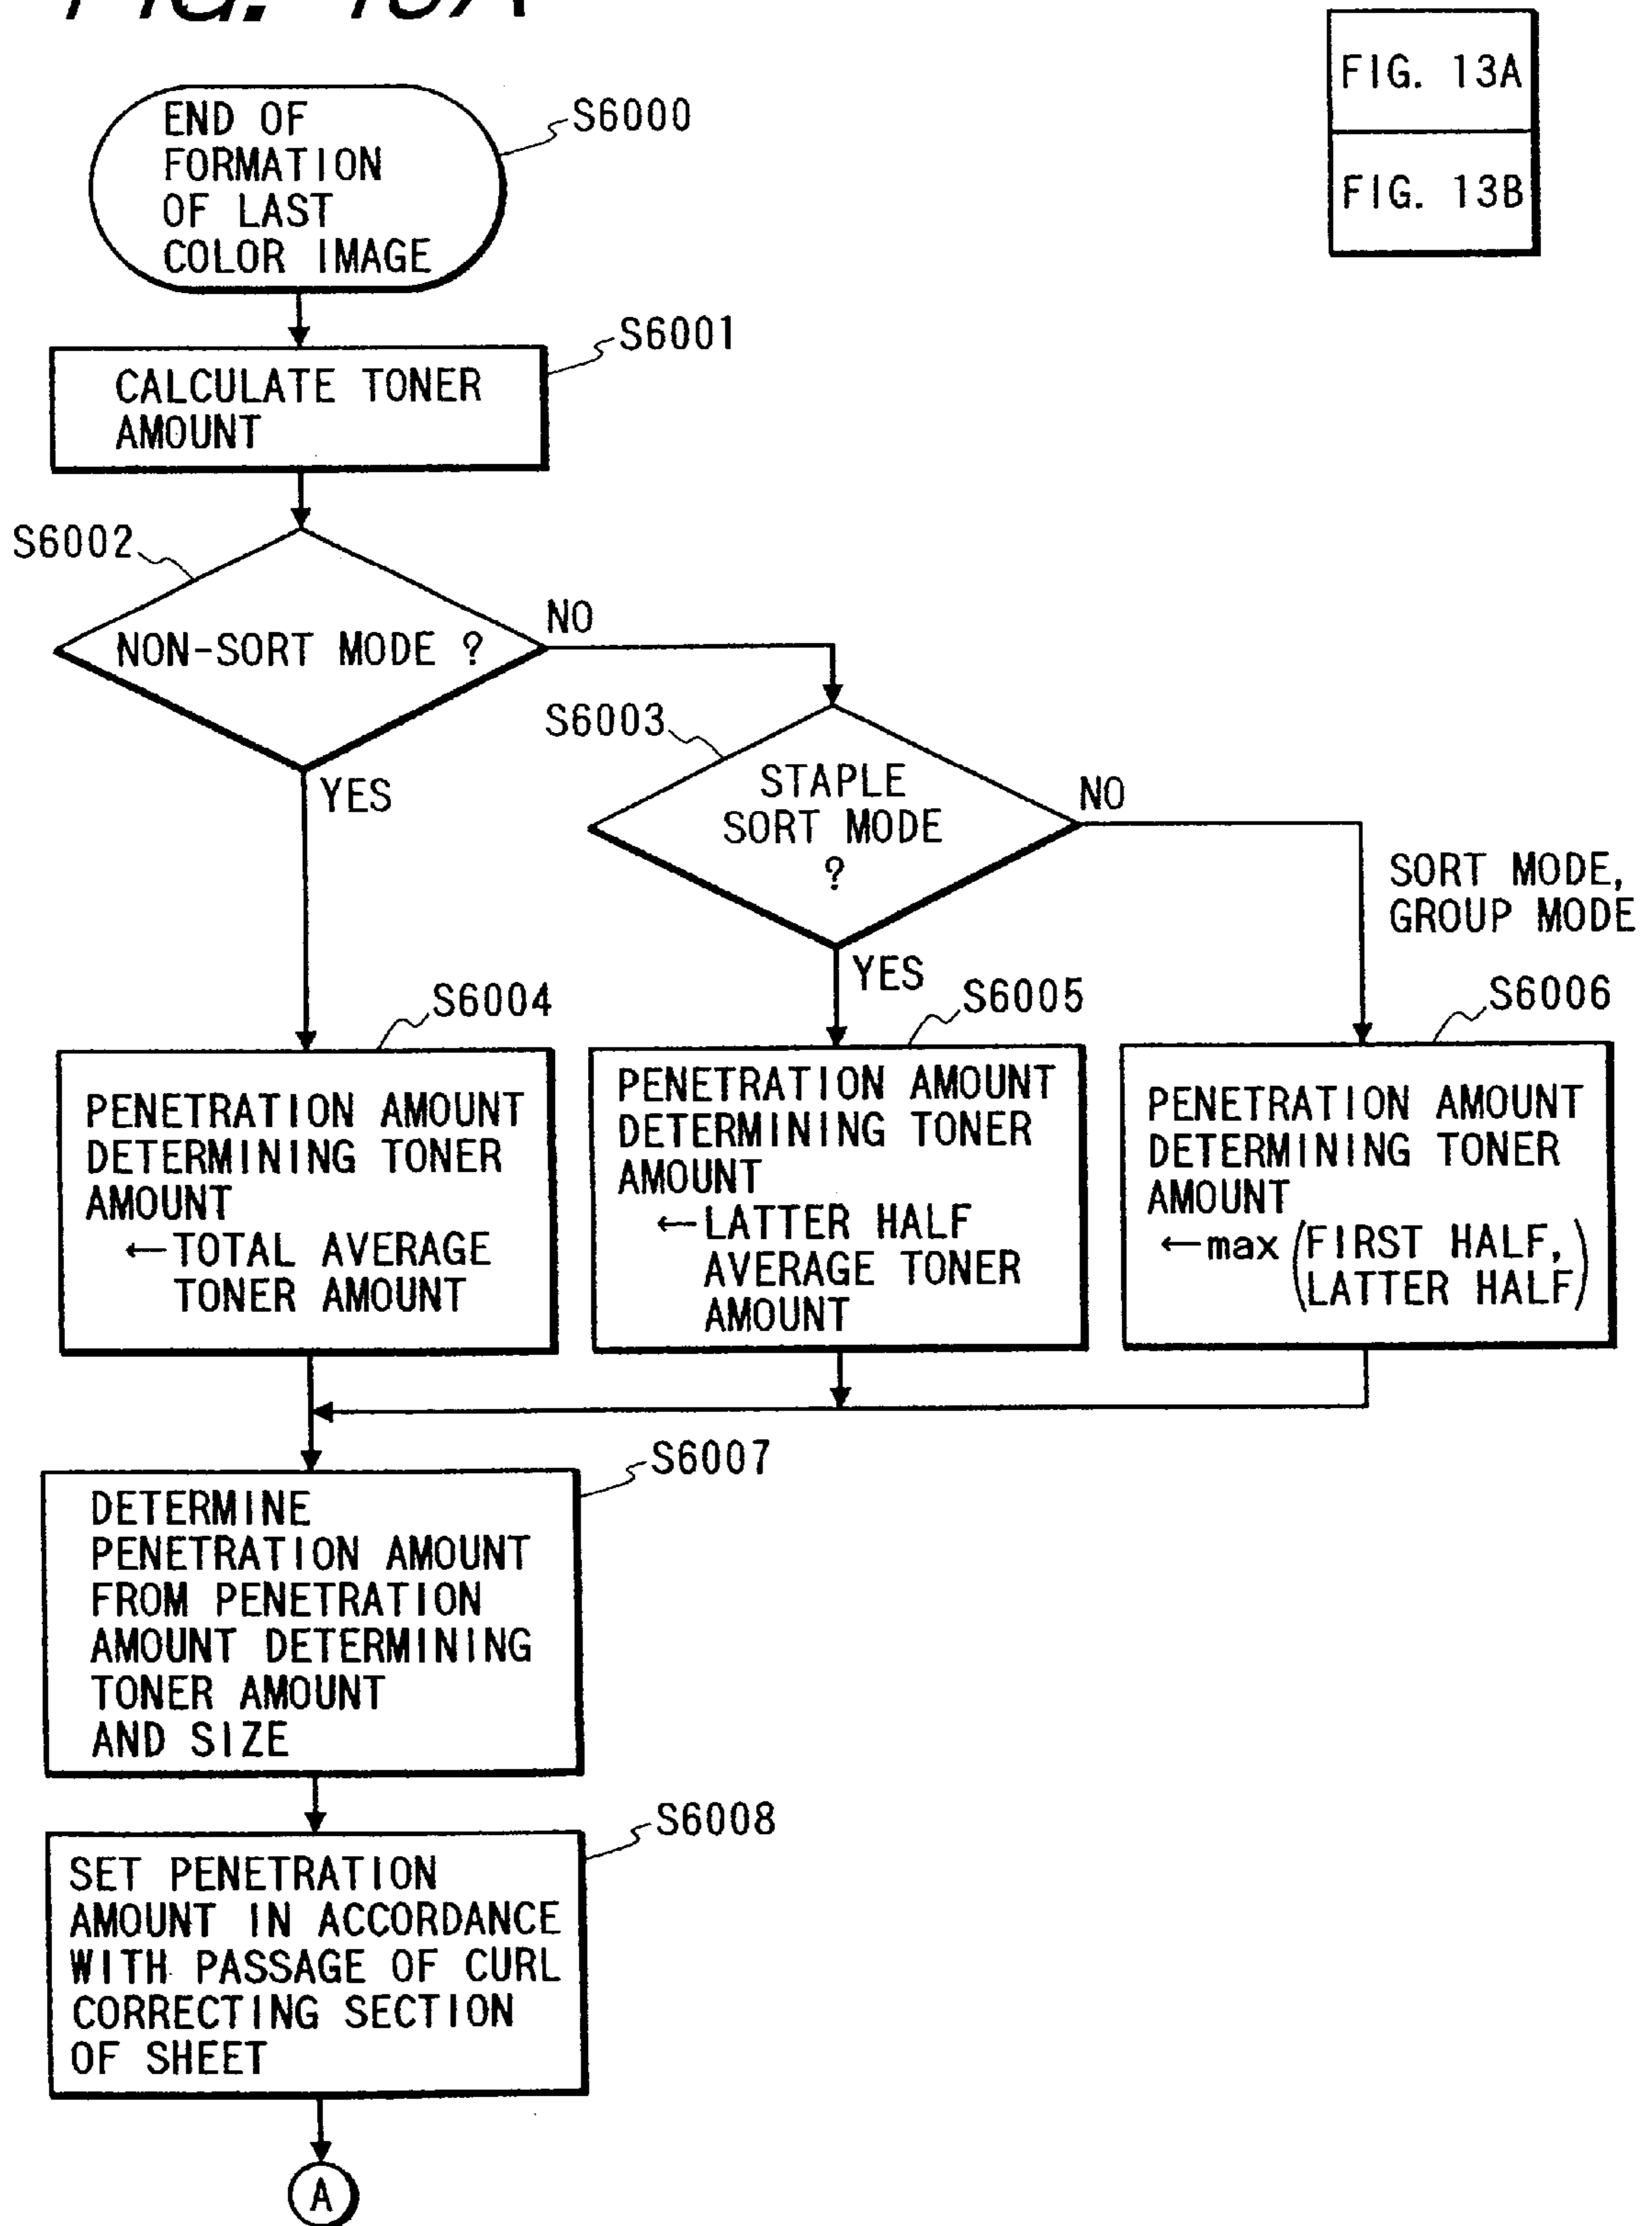 FIG. 13A
FIG. 13A
FIG. 13B
END OF
FORMATION
OF LAST
COLOR IMAGE
S6000
S6001
CALCULATE TONER
AMOUNT
S6002
NON-SORT MODE ?
NO
YES
S6003
STAPLE
SORT MODE
?
NO
YES
SORT MODE,
GROUP MODE
S6004
PENETRATION AMOUNT
DETERMINING TONER
AMOUNT
←TOTAL AVERAGE
TONER AMOUNT
S6005
PENETRATION AMOUNT
DETERMINING TONER
AMOUNT
←LATTER HALF
AVERAGE TONER
AMOUNT
S6006
PENETRATION AMOUNT
DETERMINING TONER
AMOUNT
←max (FIRST HALF,
LATTER HALF)
S6007
DETERMINE
PENETRATION AMOUNT
FROM PENETRATION
AMOUNT DETERMINING
TONER AMOUNT
AND SIZE
S6008
SET PENETRATION
AMOUNT IN ACCORDANCE
WITH PASSAGE OF CURL
CORRECTING SECTION
OF SHEET
A